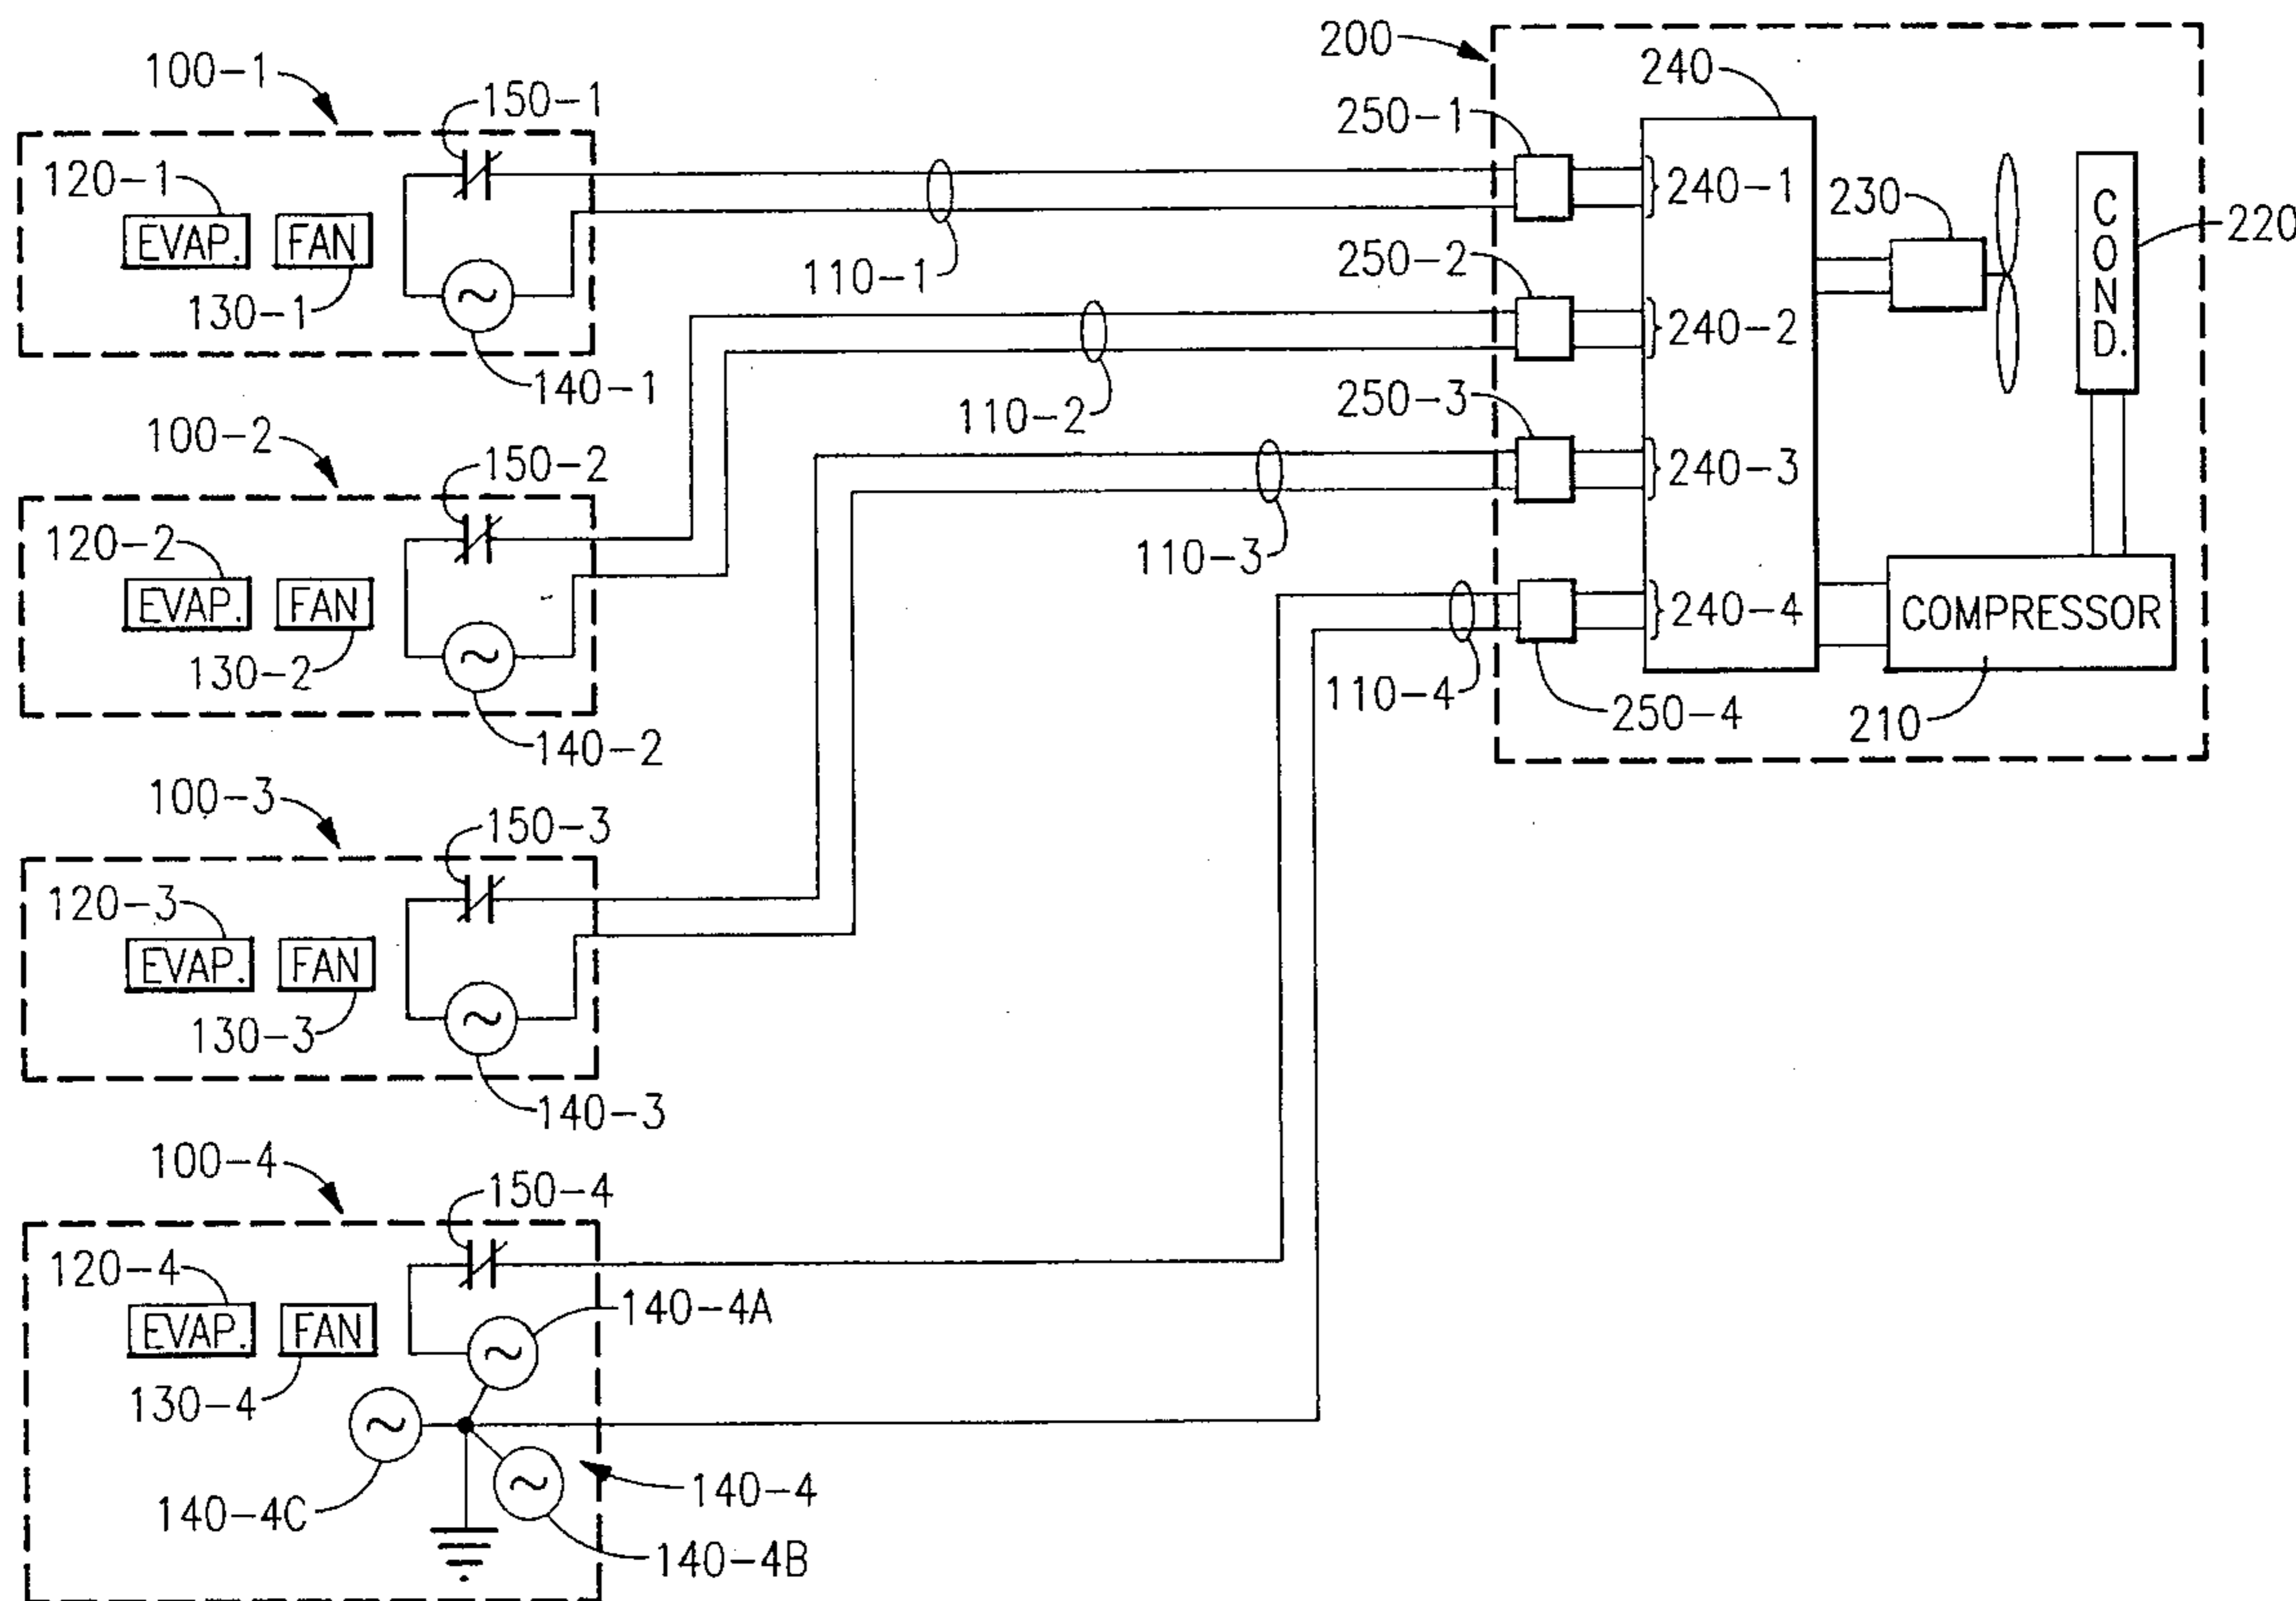 100-1
150-1
120-1
EVAP.
FAN
130-1
140-1
110-1
100-2
150-2
120-2
EVAP.
FAN
130-2
140-2
110-2
100-3
150-3
120-3
EVAP.
FAN
130-3
140-3
110-3
100-4
150-4
120-4
EVAP.
FAN
130-4
140-4A
140-4C
140-4
140-4B
110-4
200
240
250-1
240-1
250-2
240-2
250-3
240-3
240-4
250-4
230
COND.
220
COMPRESSOR
210